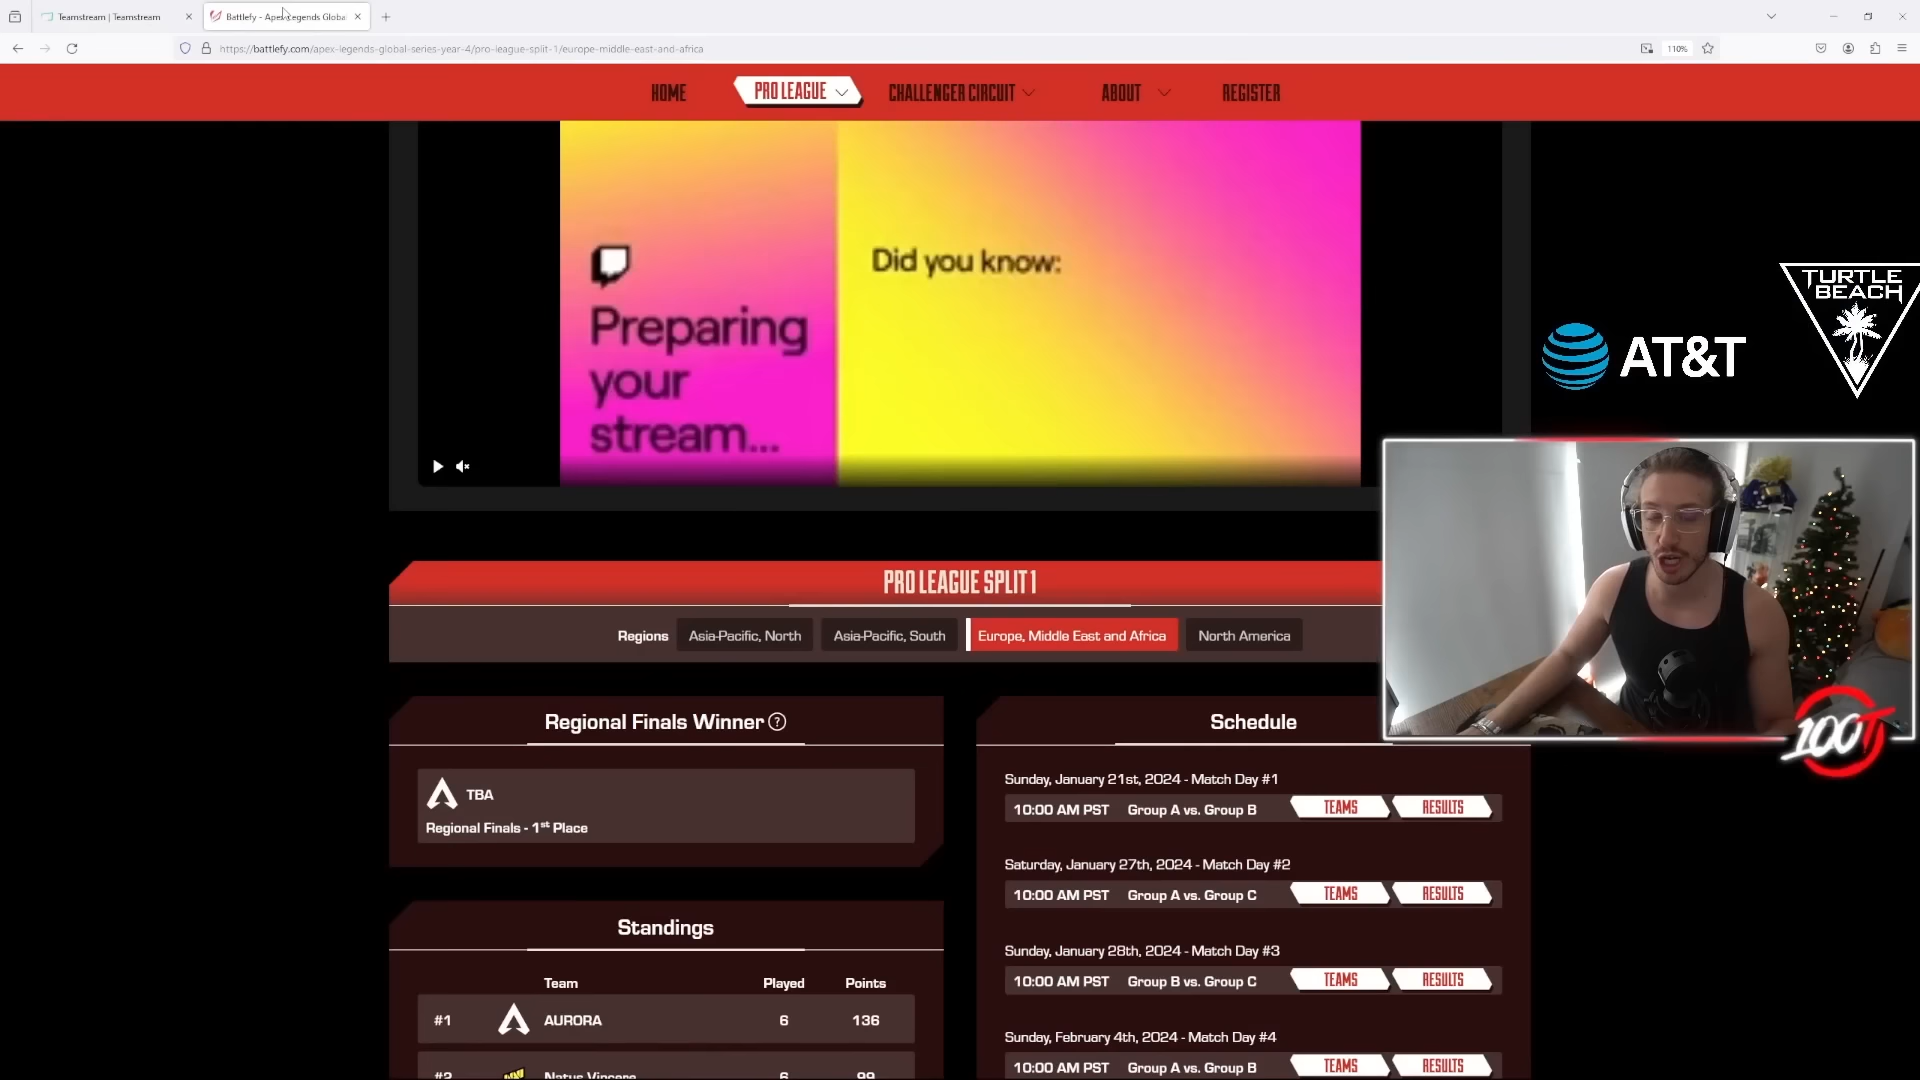 Teamstream | Teamstream
Battlefy - Apex Legends Globa
https://battlefy.com/apex-legends-global-series-year-4/pro-league-split-1/europe-middle-east-and-africa
110%
HOME
PRO LEAGUE
CHALLENGER CIRCUIT
ABOUT
REGISTER
Preparing
your
stream...
Did you know:
AT&T
TURTLE
BEACH
100T
PRO LEAGUE SPLIT 1
Regions
Asia-Pacific, North
Asia-Pacific, South
Europe, Middle East and Africa
North America
Regional Finals Winner ?
TBA
Regional Finals - 1st Place
Standings
Team Played Points
#1 AURORA 6 136
#2 Natus Vincere 6 99
Schedule
Sunday, January 21st, 2024 - Match Day #1
10:00 AM PST Group A vs. Group B TEAMS RESULTS
Saturday, January 27th, 2024 - Match Day #2
10:00 AM PST Group A vs. Group C TEAMS RESULTS
Sunday, January 28th, 2024 - Match Day #3
10:00 AM PST Group B vs. Group C TEAMS RESULTS
Sunday, February 4th, 2024 - Match Day #4
10:00 AM PST Group A vs. Group B TEAMS RESULTS